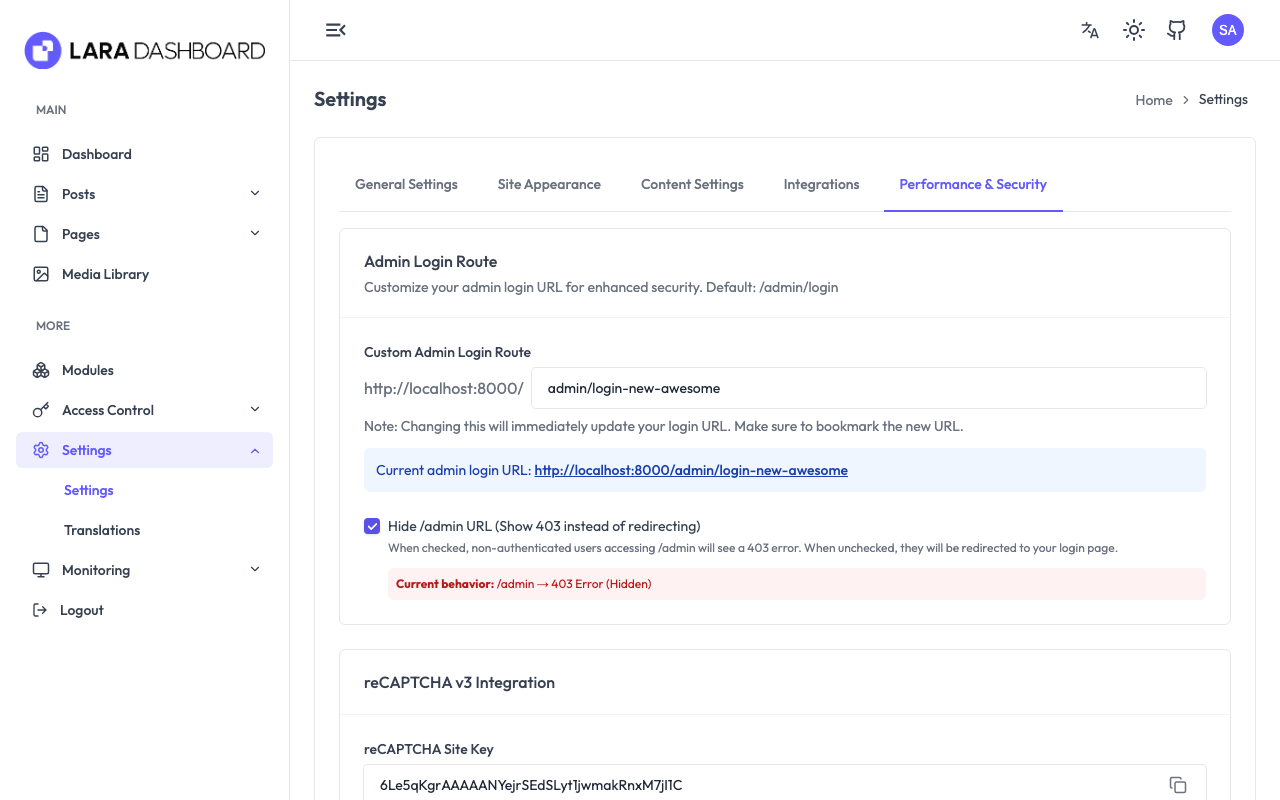 LARA DASHBOARD
SA
MAIN
Dashboard
Posts
Pages
Media Library
MORE
Modules
Access Control
Settings
Settings
Translations
Monitoring
Logout
Settings
Home > Settings
General Settings
Site Appearance
Content Settings
Integrations
Performance & Security
Admin Login Route
Customize your admin login URL for enhanced security. Default: /admin/login
Custom Admin Login Route
http://localhost:8000/ admin/login-new-awesome
Note: Changing this will immediately update your login URL. Make sure to bookmark the new URL.
Current admin login URL: http://localhost:8000/admin/login-new-awesome
Hide /admin URL (Show 403 instead of redirecting)
When checked, non-authenticated users accessing /admin will see a 403 error. When unchecked, they will be redirected to your login page.
Current behavior: /admin → 403 Error (Hidden)
reCAPTCHA v3 Integration
reCAPTCHA Site Key
6Le5qKgrAAAAANYejrSEdSLyt1jwmakRnxM7jI1C